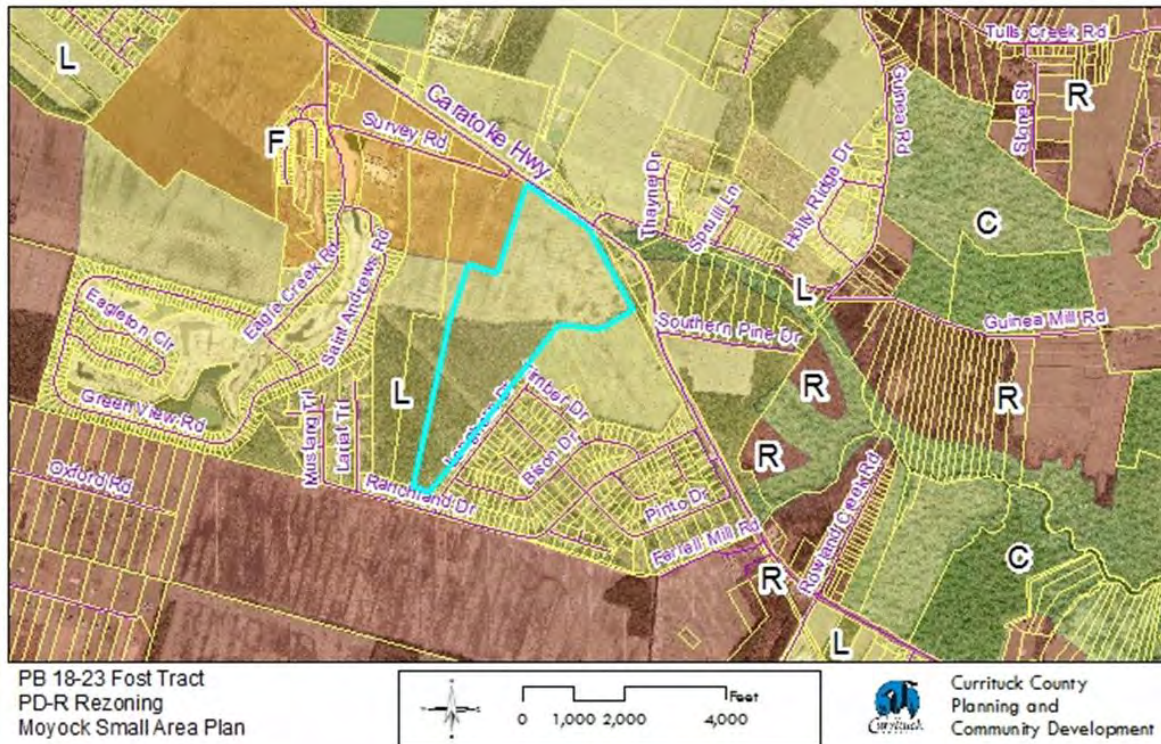 Tulls Creek Rd
L
R
Caratoke Hwy
Guinea Rd
Stone St
Survey Rd
F
Thayne Dr
Spruill Ln
Holly Ridge Dr
C
Eagle Creek Rd
Saint Andrews Rd
Eagleton Cir
L
Guinea Mill Rd
Southern Pine Dr
Green View Rd
L
Timber Dr
R
R
Mustang Trl
Lariat Trl
Bison Dr
R
Oxford Rd
Ranchland Dr
Pinto Dr
Rowland Creek Rd
Ferrell Mill Rd
C
R
L
PB 18-23 Fost Tract
PD-R Rezoning
Moyock Small Area Plan
Feet
0 1,000 2,000 4,000
Currituck
Currituck County
Planning and
Community Development